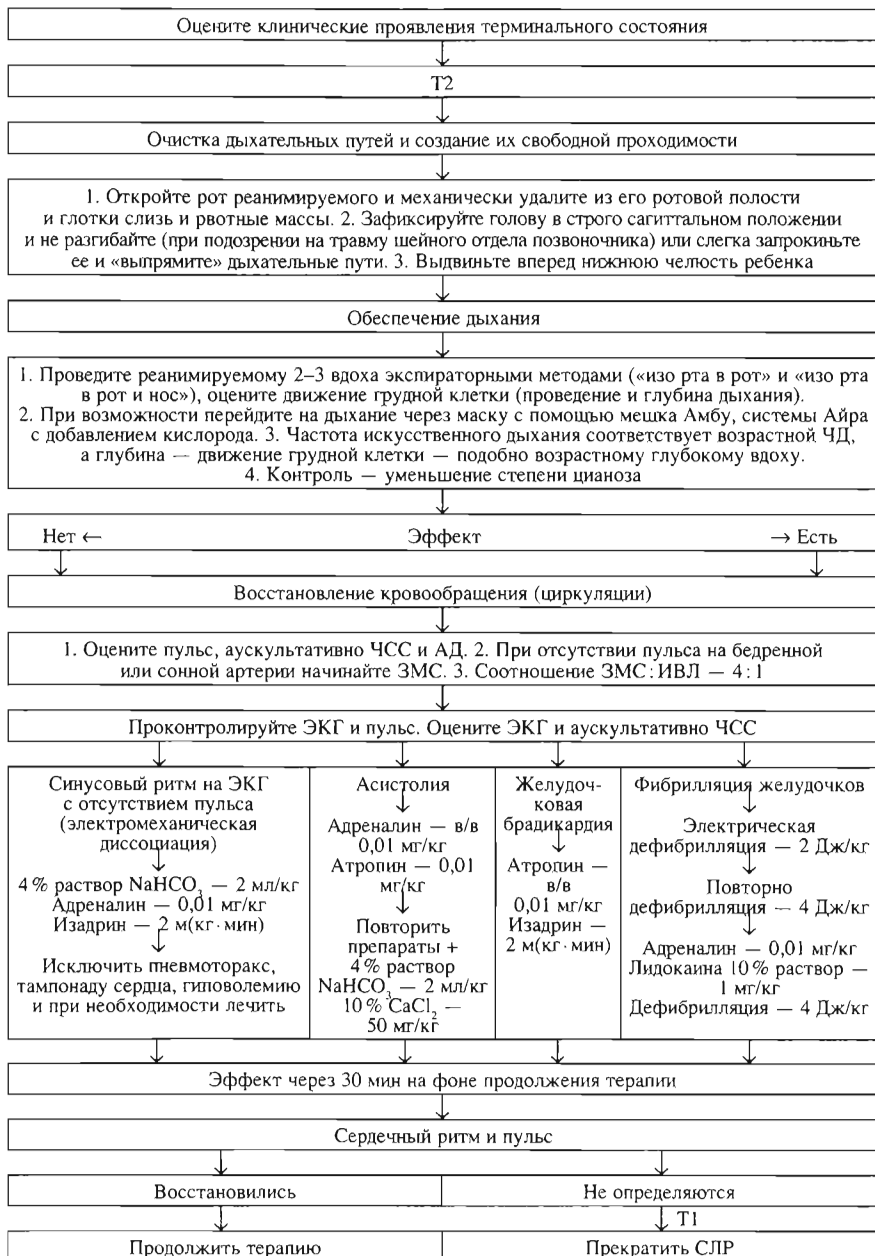 Оцените клинические проявления терминального состояния
Т2
Очистка дыхательных путей и создание их свободной проходимости
1. Откройте рот реанимируемого и механически удалите из его ротовой полости
и глотки слизь и рвотные массы. 2. Зафиксируйте голову в строго сагиттальном положении
и не разгибайте (при подозрении на травму шейного отдела позвоночника) или слегка запрокиньте
ее и «выпрямите» дыхательные пути. 3. Выдвиньте вперед нижнюю челюсть ребенка
Обеспечение дыхания
1. Проведите реанимируемому 2–3 вдоха экспираторными методами («изо рта в рот» и «изо рта
в рот и нос»), оцените движение грудной клетки (проведение и глубина дыхания).
2. При возможности перейдите на дыхание через маску с помощью мешка Амбу, системы Айра
с добавлением кислорода. 3. Частота искусственного дыхания соответствует возрастной ЧД,
а глубина — движение грудной клетки — подобно возрастному глубокому вдоху.
4. Контроль — уменьшение степени цианоза
Нет ← Эффект → Есть
Восстановление кровообращения (циркуляции)
1. Оцените пульс, аускультативно ЧСС и АД. 2. При отсутствии пульса на бедренной
или сонной артерии начинайте ЗМС. 3. Соотношение ЗМС:ИВЛ — 4:1
Проконтролируйте ЭКГ и пульс. Оцените ЭКГ и аускультативно ЧСС
Синусовый ритм на ЭКГ
с отсутствием пульса
(электромеханическая
диссоциация)
4% раствор NaHCO₃ — 2 мл/кг
Адреналин — 0,01 мг/кг
Изадрин — 2 м(кг·мин)
Исключить пневмоторакс,
тампонаду сердца, гиповолемию
и при необходимости лечить
Асистолия
Адреналин — в/в
0,01 мг/кг
Атропин — 0,01
мг/кг
Повторить
препараты +
4% раствор
NaHCO₃ — 2 мл/кг
10% CaCl₂ —
50 мг/кг
Желудоч-
ковая
брадикардия
Атропин —
в/в
0,01 мг/кг
Изадрин —
2 м(кг·мин)
Фибрилляция желудочков
Электрическая
дефибрилляция — 2 Дж/кг
Повторно
дефибрилляция — 4 Дж/кг
Адреналин — 0,01 мг/кг
Лидокаина 10% раствор —
1 мг/кг
Дефибрилляция — 4 Дж/кг
Эффект через 30 мин на фоне продолжения терапии
Сердечный ритм и пульс
Восстановились
Не определяются
Т1
Продолжить терапию
Прекратить СЛР